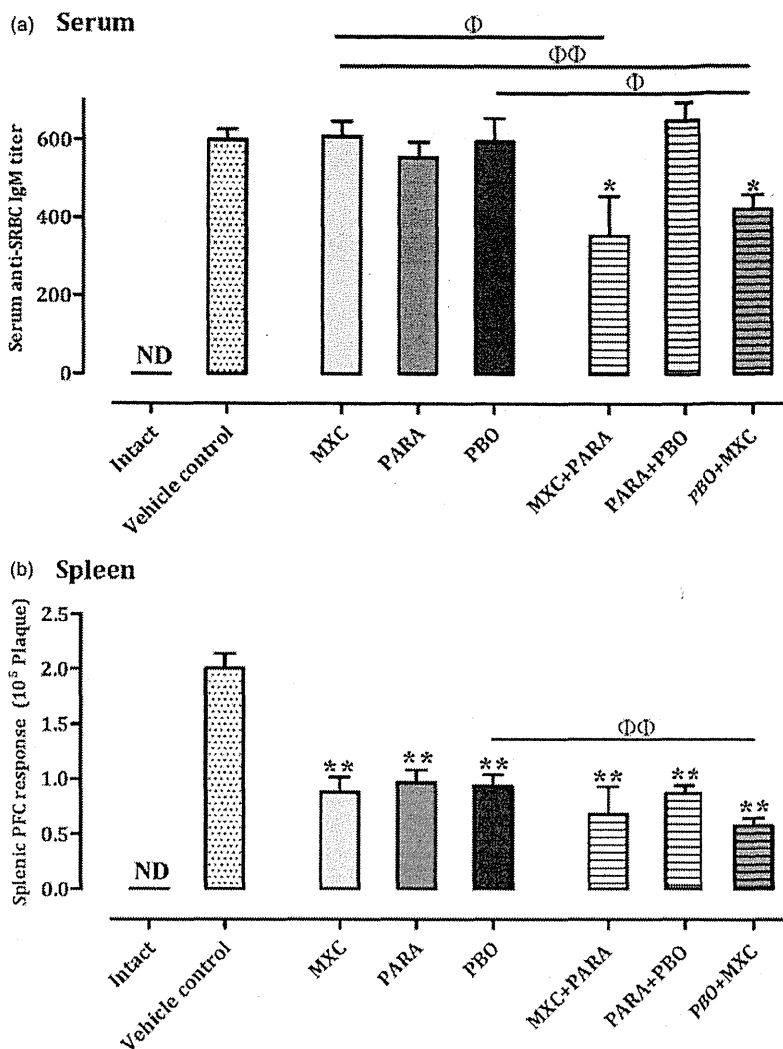 (a) Serum
Φ
ΦΦ
Φ
Serum anti-SRBC IgM titer
600
400
200
0
ND
*
*
Intact
Vehicle control
MXC
PARA
PBO
MXC+PARA
PARA+PBO
PBO+MXC
(b) Spleen
Splenic PFC response (10⁵ Plaque)
2.5
2.0
1.5
1.0
0.5
0.0
ND
**
**
**
ΦΦ
**
**
**
Intact
Vehicle control
MXC
PARA
PBO
MXC+PARA
PARA+PBO
PBO+MXC